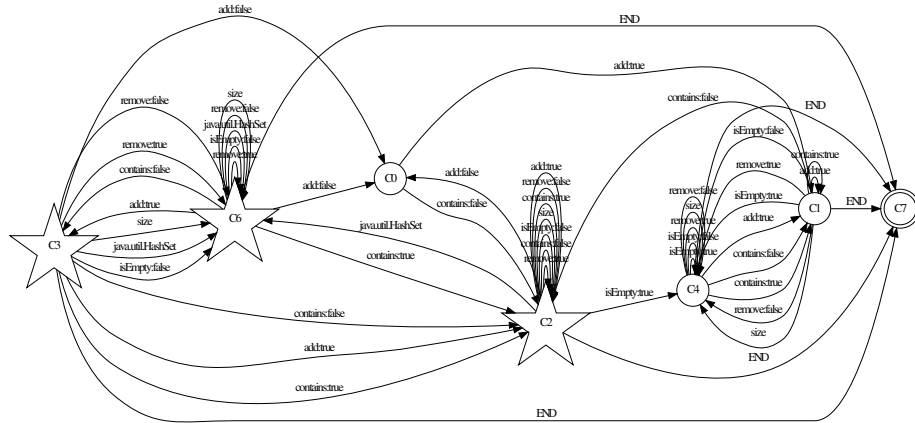 END
add:false
add:true
size
remove:false
java.util.HashSet
isEmpty:false
remove:true
remove:false
remove:true
contains:false
add:true
size
java.util.HashSet
isEmpty:false
C3
C6
add:false
C0
add:false
contains:false
java.util.HashSet
contains:true
add:true
remove:false
contains:true
size
isEmpty:false
contains:false
remove:true
C2
contains:false
END
isEmpty:false
remove:true
isEmpty:true
add:true
contains:false
contains:true
remove:false
size
remove:false
size
remove:true
isEmpty:false
isEmpty:true
C4
contains:true
add:true
C1
END
C7
isEmpty:true
END
contains:false
add:true
contains:true
END